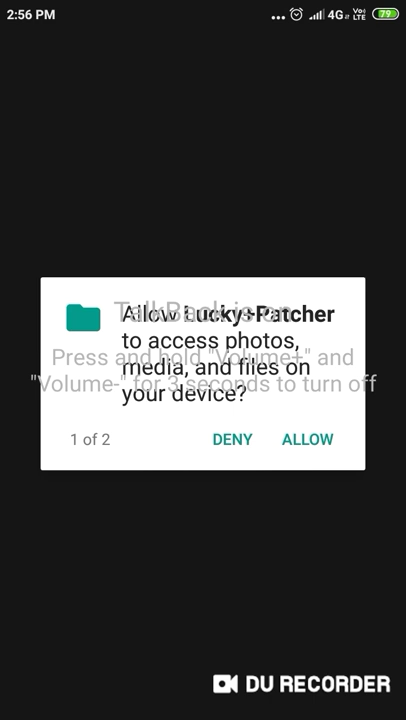 2:56 PM
... 4G Vo LTE 79
TalkBack is on
Allow Lucky+Patcher
to access photos,
Press and hold "Volume+" and
media, and files on
"Volume-" for 3 seconds to turn off
your device?
1 of 2
DENY
ALLOW
DU RECORDER